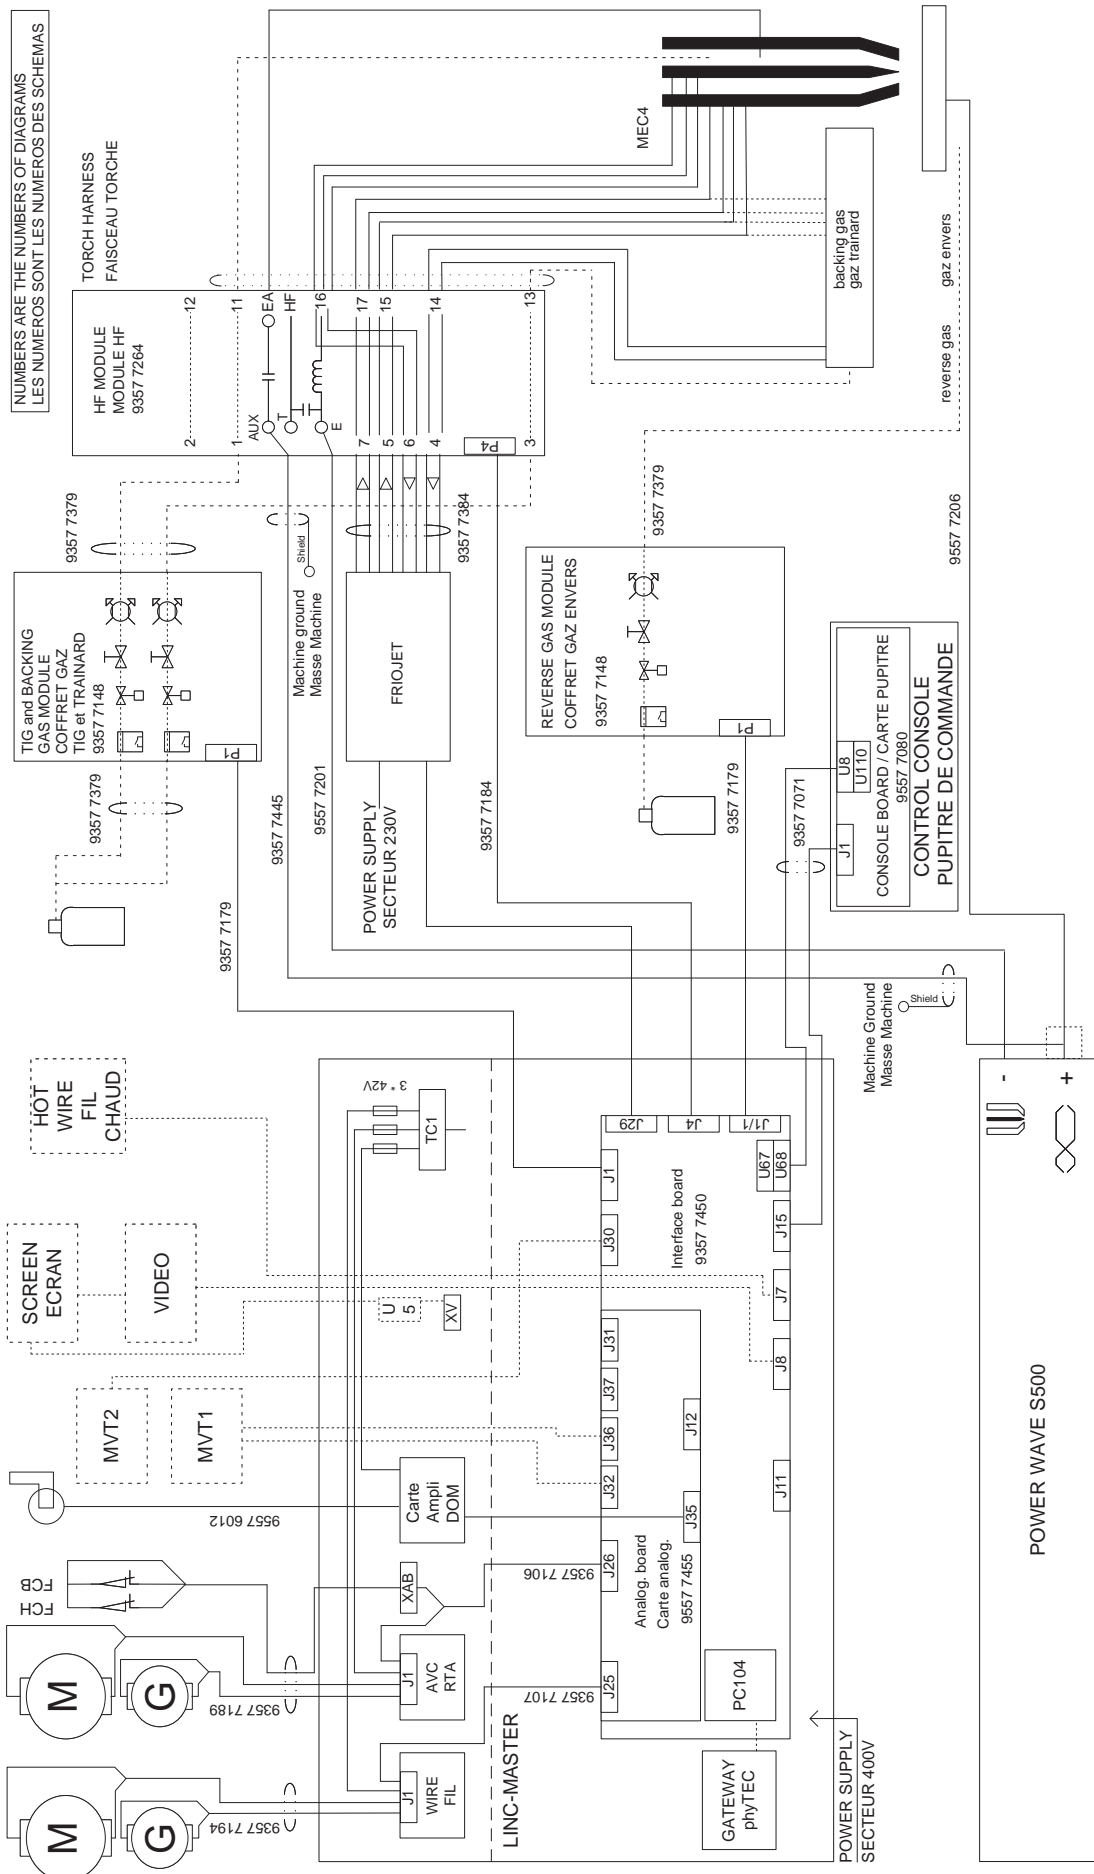 NUMBERS ARE THE NUMBERS OF DIAGRAMS
LES NUMEROS SONT LES NUMEROS DES SCHEMAS
TORCH HARNESS
FAISCEAU TORCHE
HF MODULE
MODULE HF
9357 7264
2
12
1
11
AUX
EA
T
HF
E
16
7
17
5
15
6
4
14
P4
3
13
MEC4
backing gas
gaz trainard
reverse gas
gaz envers
9357 7379
TIG and BACKING
GAS MODULE
COFFRET GAZ
TIG et TRAINARD
9357 7148
P1
9357 7379
9357 7179
9357 7445
9557 7201
Machine ground
Masse Machine
Shield
FRIOJET
9357 7384
POWER SUPPLY
SECTEUR 230V
9357 7184
REVERSE GAS MODULE
COFFRET GAZ ENVERS
9357 7148
P1
9357 7379
9357 7179
9357 7071
9557 7206
J1
U8
U110
CONSOLE BOARD / CARTE PUPITRE
9557 7080
CONTROL CONSOLE
PUPITRE DE COMMANDE
Machine Ground
Masse Machine
Shield
HOT
WIRE
FIL
CHAUD
SCREEN
ECRAN
VIDEO
MVT2
MVT1
9557 6012
FCB
FCH
M
G
9357 7189
M
G
9357 7194
3 * 42V
TC1
U
5
XV
Carte
Ampli
DOM
XAB
J1
AVC
RTA
J1
WIRE
FIL
LINC-MASTER
9357 7106
9357 7107
J25
J26
J32
J36
J37
J31
J30
J1
J29
J4
J1/1
U67
U68
J15
J7
J8
J11
J12
J35
Interface board
9357 7450
Analog. board
Carte analog.
9557 7455
PC104
GATEWAY
phyTEC
POWER SUPPLY
SECTEUR 400V
POWER WAVE S500
-
+